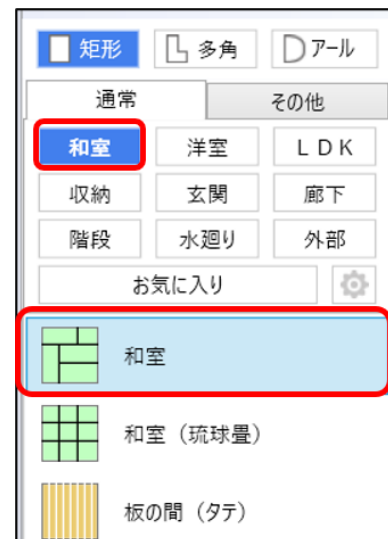 矩形 多角 アール
通常 その他
和室 洋室 LDK
収納 玄関 廊下
階段 水廻り 外部
お気に入り
和室
和室（琉球畳）
板の間（タテ）